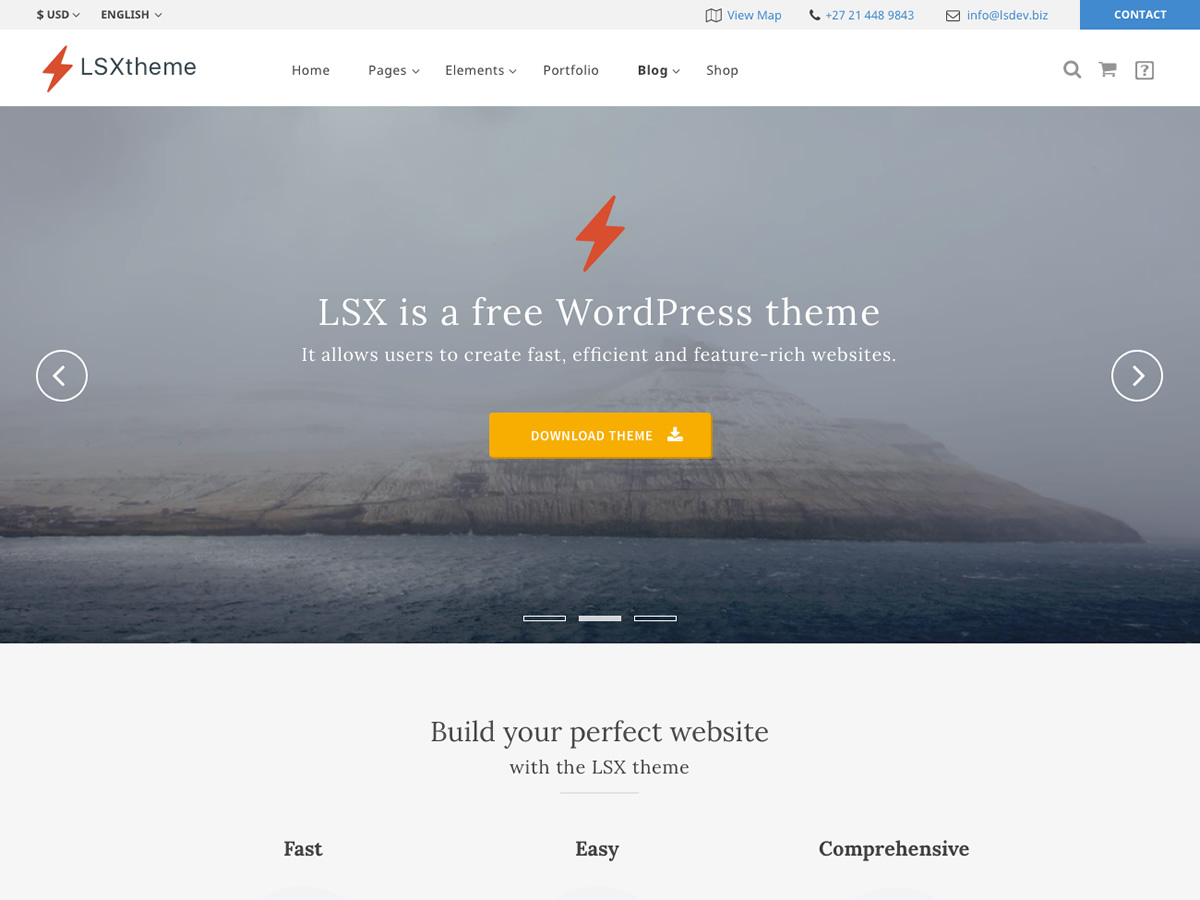 $ USD ENGLISH View Map +27 21 448 9843 info@lsdev.biz CONTACT
LSXtheme Home Pages Elements Portfolio Blog Shop
LSX is a free WordPress theme
It allows users to create fast, efficient and feature-rich websites.
DOWNLOAD THEME
Build your perfect website
with the LSX theme
Fast Easy Comprehensive